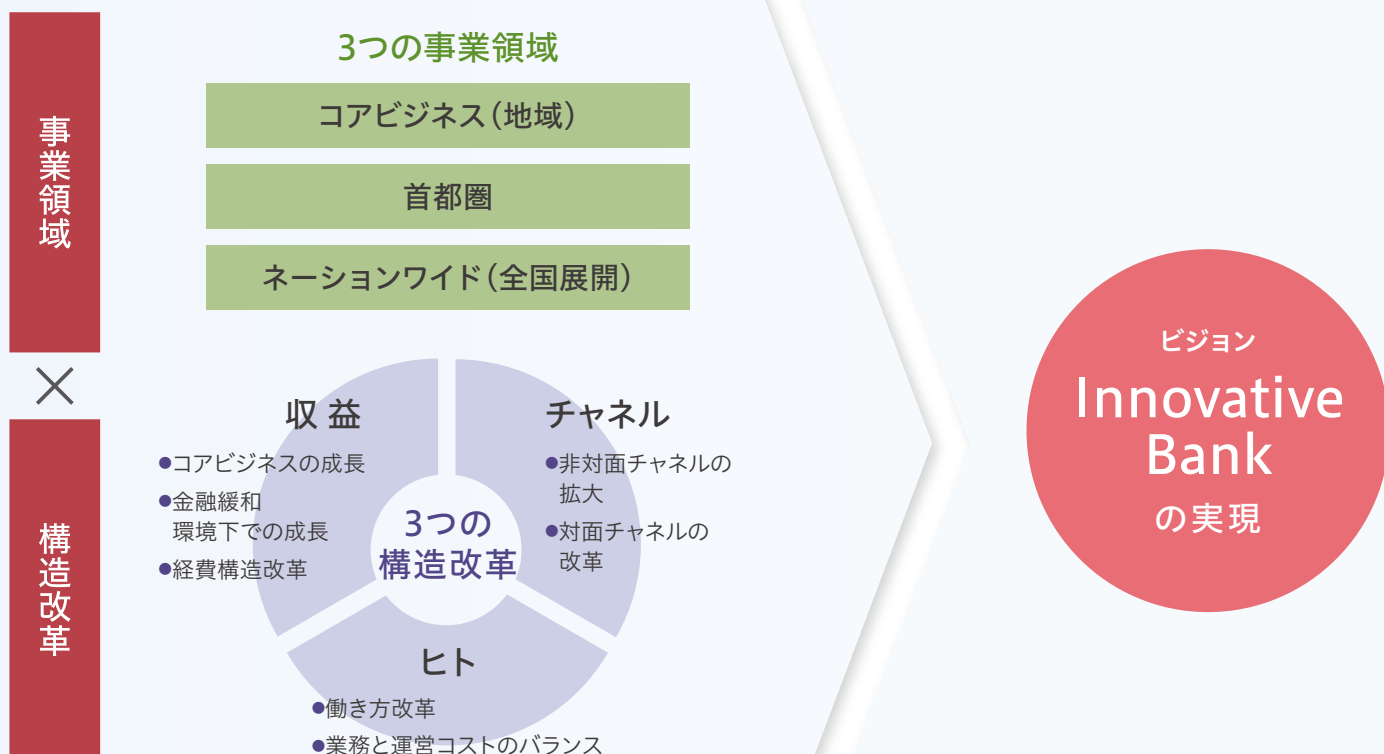 事業領域
3つの事業領域
コアビジネス（地域）
首都圏
ネーションワイド（全国展開）
×
構造改革
収益
●コアビジネスの成長
●金融緩和
環境下での成長
●経費構造改革
チャネル
●非対面チャネルの
拡大
●対面チャネルの
改革
3つの
構造改革
ヒト
●働き方改革
●業務と運営コストのバランス
ビジョン
Innovative
Bank
の実現